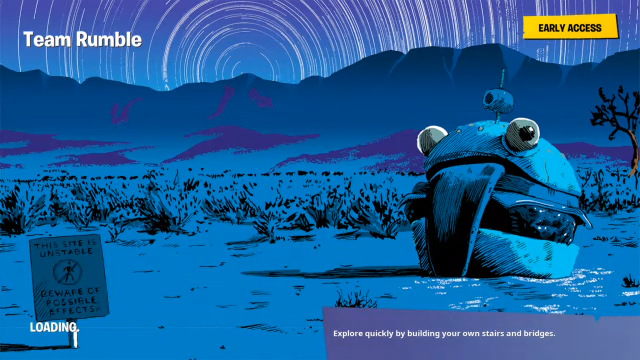 Team Rumble
EARLY ACCESS
THIS SITE IS
UNSTABLE
BEWARE OF
POSSIBLE
EFFECTS.
LOADING.
Explore quickly by building your own stairs and bridges.